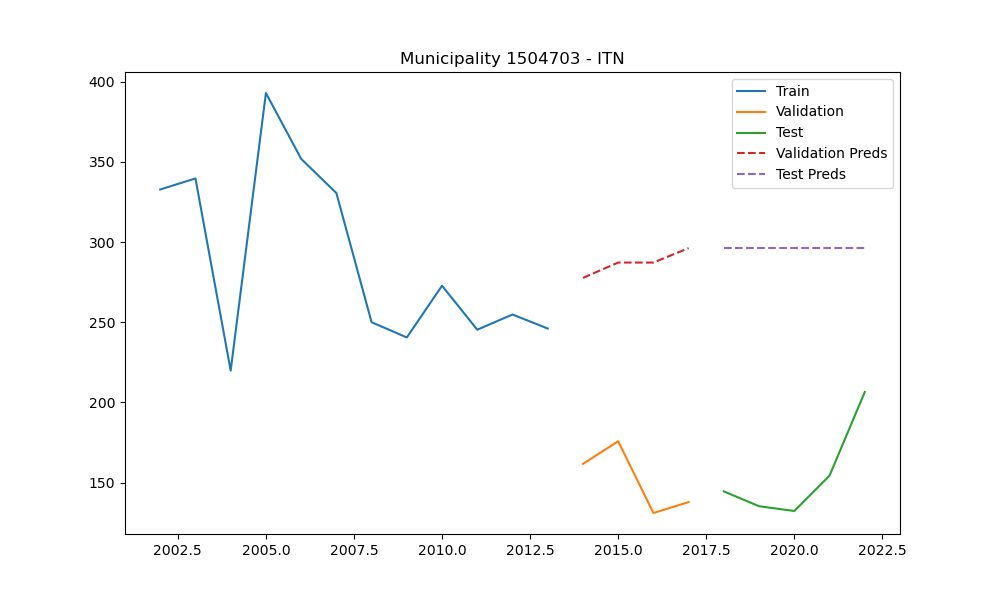 Municipality 1504703 - ITN
400
350
300
250
200
150
2002.5 2005.0 2007.5 2010.0 2012.5 2015.0 2017.5 2020.0 2022.5
Train
Validation
Test
Validation Preds
Test Preds